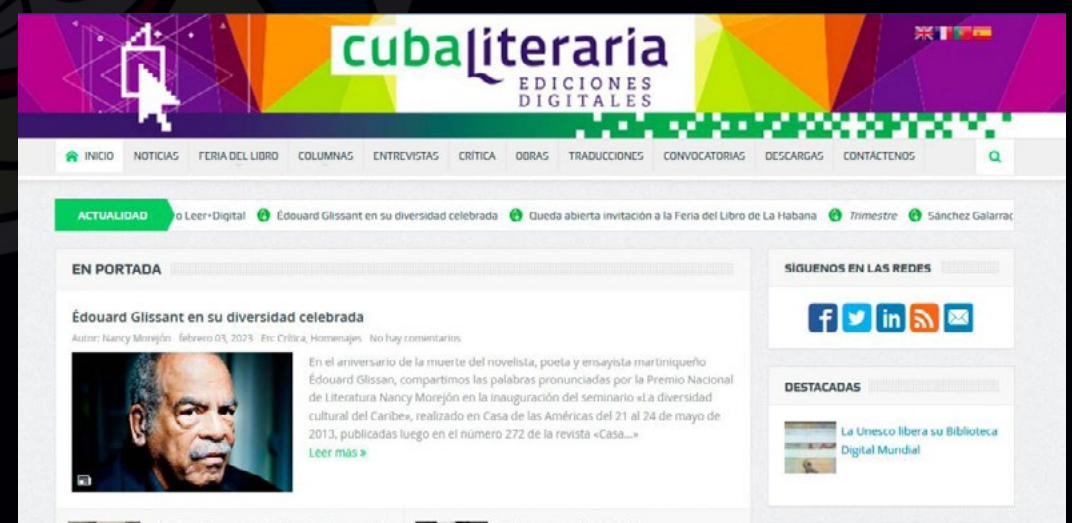 cubaliteraria
EDICIONES
DIGITALES
INICIO NOTICIAS FERIA DEL LIBRO COLUMNAS ENTREVISTAS CRÍTICA OBRAS TRADUCCIONES CONVOCATORIAS DESCARGAS CONTÁCTENOS
ACTUALIDAD o Leer+Digital Édouard Glissant en su diversidad celebrada Queda abierta invitación a la Feria del Libro de La Habana Trimestre Sánchez Galarrac
EN PORTADA
Édouard Glissant en su diversidad celebrada
Autor: Nancy Morejón febrero 03, 2023 En: Crítica, Homenajes No hay comentarios
En el aniversario de la muerte del novelista, poeta y ensayista martiniqueño
Édouard Glissan, compartimos las palabras pronunciadas por la Premio Nacional
de Literatura Nancy Morejón en la inauguración del seminario «La diversidad
cultural del Caribe», realizado en Casa de las Américas del 21 al 24 de mayo de
2013, publicadas luego en el número 272 de la revista «Casa...»
Leer más »
SÍGUENOS EN LAS REDES
f in
DESTACADAS
La Unesco libera su Biblioteca
Digital Mundial